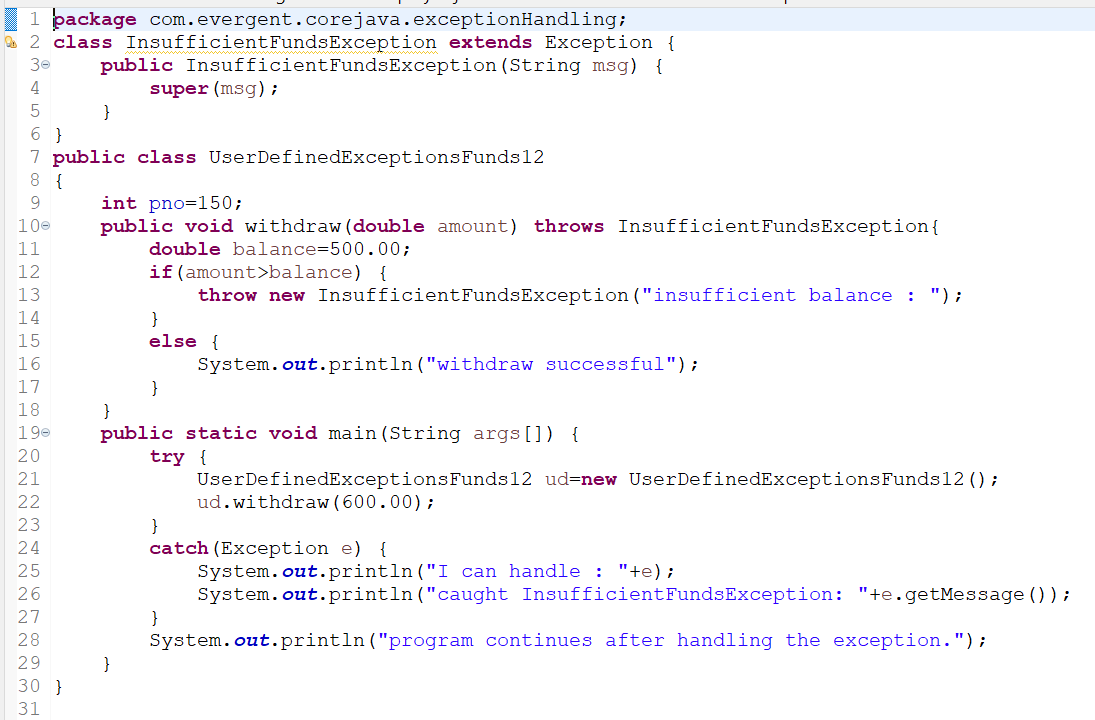 1 package com.evergent.corejava.exceptionHandling;
2 class InsufficientFundsException extends Exception {
3 public InsufficientFundsException(String msg) {
4 super(msg);
5 }
6 }
7 public class UserDefinedExceptionsFunds12
8 {
9 int pno=150;
10 public void withdraw(double amount) throws InsufficientFundsException{
11 double balance=500.00;
12 if(amount>balance) {
13 throw new InsufficientFundsException("insufficient balance : ");
14 }
15 else {
16 System.out.println("withdraw successful");
17 }
18 }
19 public static void main(String args[]) {
20 try {
21 UserDefinedExceptionsFunds12 ud=new UserDefinedExceptionsFunds12();
22 ud.withdraw(600.00);
23 }
24 catch(Exception e) {
25 System.out.println("I can handle : "+e);
26 System.out.println("caught InsufficientFundsException: "+e.getMessage());
27 }
28 System.out.println("program continues after handling the exception.");
29 }
30 }
31